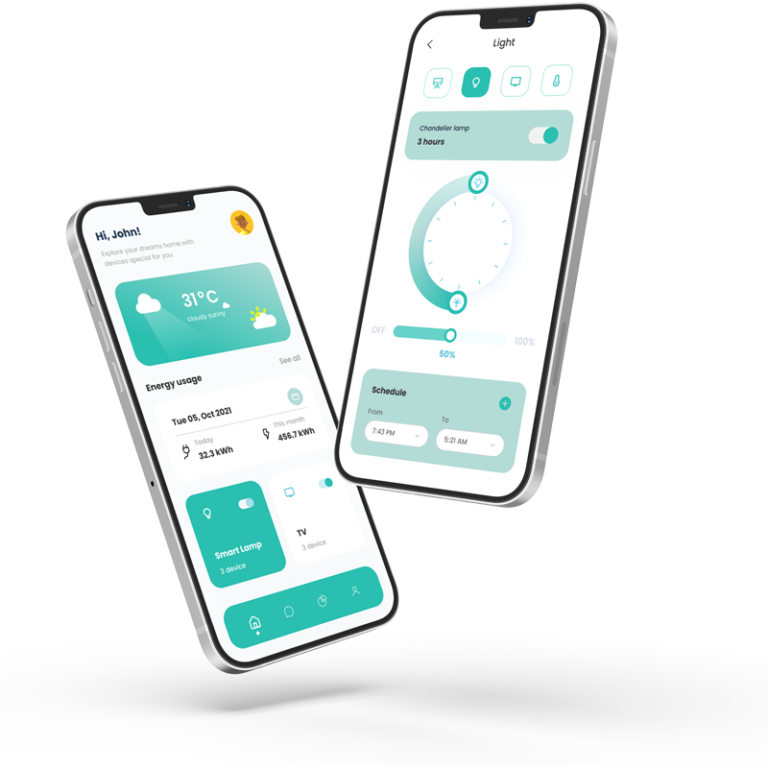 Hi, John!
Explore your dreams home with
devices special for you
31°C
cloudy sunny
Energy usage
See all
Tue 05, Oct 2021
Today
32.3 kWh
This month
456.7 kWh
Smart Lamp
3 device
TV
3 device
Light
Chandelier lamp
3 hours
OFF
100%
50%
Schedule
From
To
7:43 PM
5:21 AM